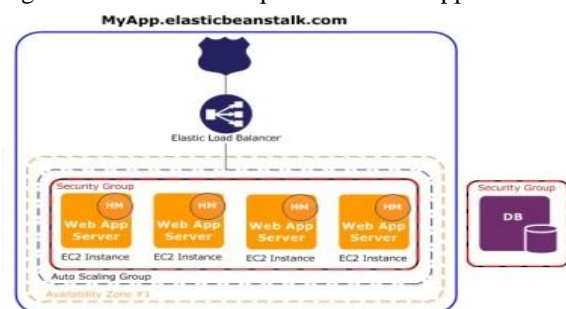 MyApp.elasticbeanstalk.com
Elastic Load Balancer
Security Group
HM HM HM HM
Web App Server
Web App Server
Web App Server
Web App Server
EC2 Instance EC2 Instance EC2 Instance EC2 Instance
Auto Scaling Group
Availability Zone #1
Security Group
DB